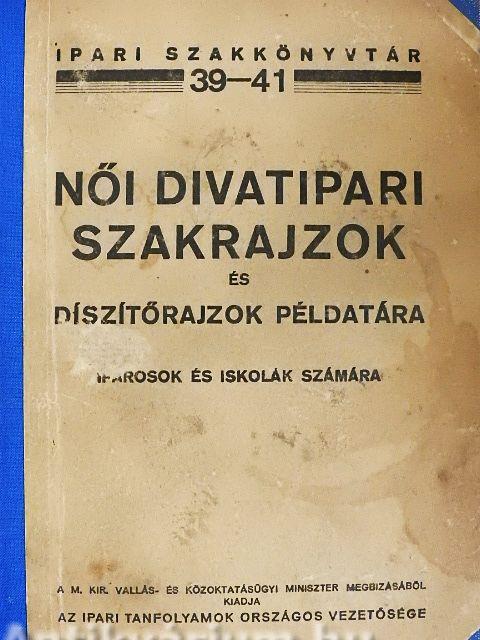 IPARI SZAKKÖNYVTÁR
39—41
NŐI DIVATIPARI
SZAKRAJZOK
ÉS
DÍSZÍTŐRAJZOK PÉLDATÁRA
IPAROSOK ÉS ISKOLÁK SZÁMÁRA
A M. KIR. VALLÁS- ÉS KÖZOKTATÁSÜGYI MINISZTER MEGBIZÁSÁBÓL
KIADJA
AZ IPARI TANFOLYAMOK ORSZÁGOS VEZETŐSÉGE